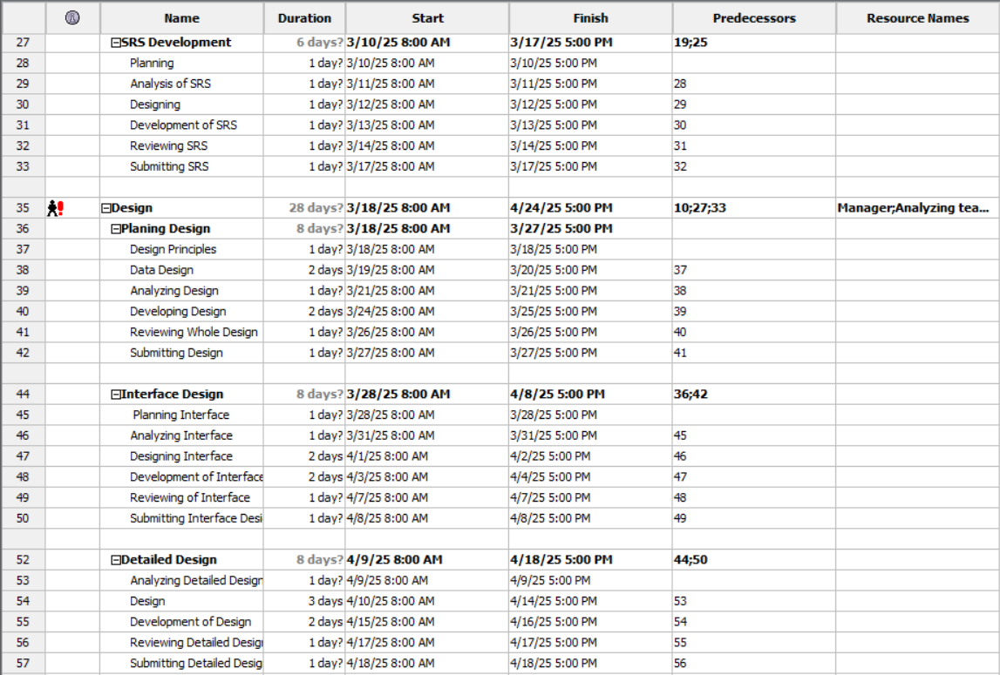 Name Duration Start Finish Predecessors Resource Names
27 SRS Development 6 days? 3/10/25 8:00 AM 3/17/25 5:00 PM 19;25
28 Planning 1 day? 3/10/25 8:00 AM 3/10/25 5:00 PM
29 Analysis of SRS 1 day? 3/11/25 8:00 AM 3/11/25 5:00 PM 28
30 Designing 1 day? 3/12/25 8:00 AM 3/12/25 5:00 PM 29
31 Development of SRS 1 day? 3/13/25 8:00 AM 3/13/25 5:00 PM 30
32 Reviewing SRS 1 day? 3/14/25 8:00 AM 3/14/25 5:00 PM 31
33 Submitting SRS 1 day? 3/17/25 8:00 AM 3/17/25 5:00 PM 32
35 Design 28 days? 3/18/25 8:00 AM 4/24/25 5:00 PM 10;27;33 Manager;Analyzing tea...
36 Planing Design 8 days? 3/18/25 8:00 AM 3/27/25 5:00 PM
37 Design Principles 1 day? 3/18/25 8:00 AM 3/18/25 5:00 PM
38 Data Design 2 days 3/19/25 8:00 AM 3/20/25 5:00 PM 37
39 Analyzing Design 1 day? 3/21/25 8:00 AM 3/21/25 5:00 PM 38
40 Developing Design 2 days 3/24/25 8:00 AM 3/25/25 5:00 PM 39
41 Reviewing Whole Design 1 day? 3/26/25 8:00 AM 3/26/25 5:00 PM 40
42 Submitting Design 1 day? 3/27/25 8:00 AM 3/27/25 5:00 PM 41
44 Interface Design 8 days? 3/28/25 8:00 AM 4/8/25 5:00 PM 36;42
45 Planning Interface 1 day? 3/28/25 8:00 AM 3/28/25 5:00 PM
46 Analyzing Interface 1 day? 3/31/25 8:00 AM 3/31/25 5:00 PM 45
47 Designing Interface 2 days 4/1/25 8:00 AM 4/2/25 5:00 PM 46
48 Development of Interface 2 days 4/3/25 8:00 AM 4/4/25 5:00 PM 47
49 Reviewing of Interface 1 day? 4/7/25 8:00 AM 4/7/25 5:00 PM 48
50 Submitting Interface Desi 1 day? 4/8/25 8:00 AM 4/8/25 5:00 PM 49
52 Detailed Design 8 days? 4/9/25 8:00 AM 4/18/25 5:00 PM 44;50
53 Analyzing Detailed Design 1 day? 4/9/25 8:00 AM 4/9/25 5:00 PM
54 Design 3 days 4/10/25 8:00 AM 4/14/25 5:00 PM 53
55 Development of Design 2 days 4/15/25 8:00 AM 4/16/25 5:00 PM 54
56 Reviewing Detailed Desig 1 day? 4/17/25 8:00 AM 4/17/25 5:00 PM 55
57 Submitting Detailed Desig 1 day? 4/18/25 8:00 AM 4/18/25 5:00 PM 56